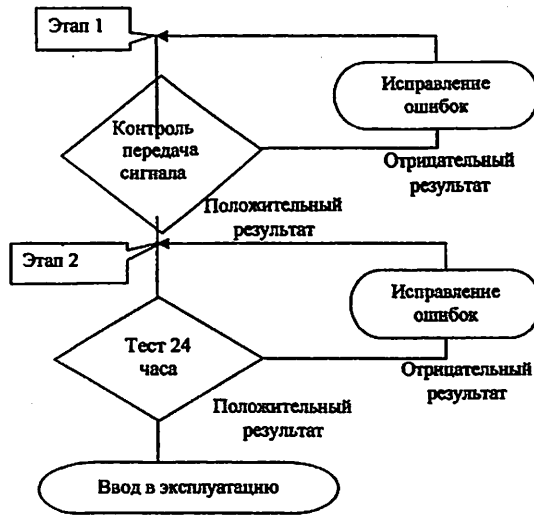 Этап 1
Исправление
ошибок
Контроль
передача
сигнала
Отрицательный
результат
Положительный
результат
Этап 2
Исправление
ошибок
Тест 24
часа
Отрицательный
результат
Положительный
результат
Ввод в эксплуатацню